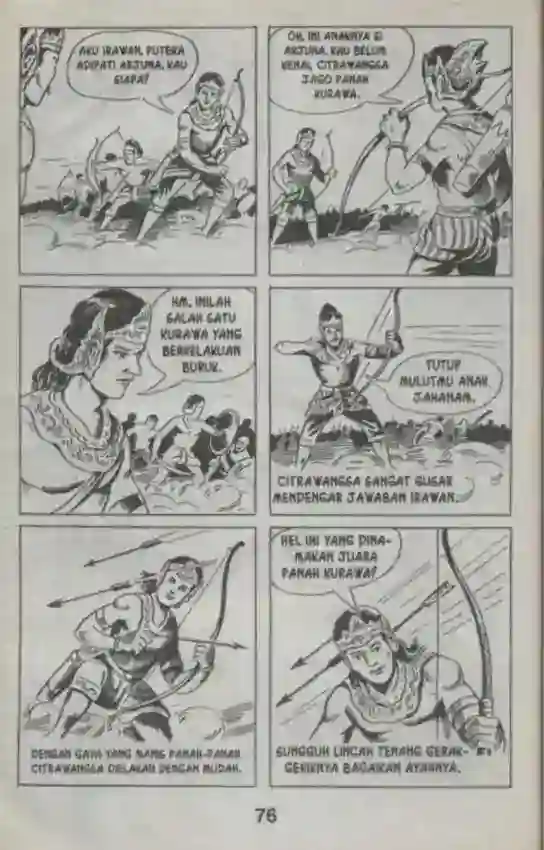 AKU IRAWAN, PUTERA
ADIPATI ARJUNA. KAU
SIAPA?
OH, INI ANAKNYA SI
ARJUNA. KAU BELUM
KENAL CITRAWANGSA
JAGO PANAH
KURAWA.
HM, INILAH
SALAH SATU
KURAWA YANG
BERKELAKUAN
BURUK.
TUTUP
MULUTMU ANAK
JAHANAM.
CITRAWANGSA SANGAT GUSAR
MENDENGAR JAWABAN IRAWAN.
DENGAN GAYA YANG PANAH-PANAH
CITRAWANGSA DIELAKAN DENGAN MUDAH.
HEI, INI YANG DINA-
MAKAN JUARA
PANAH KURAWA?
SUNGGUH LINCAH TENANG GERAK-
GERIKNYA BAGAIKAN AYAHNYA.
76